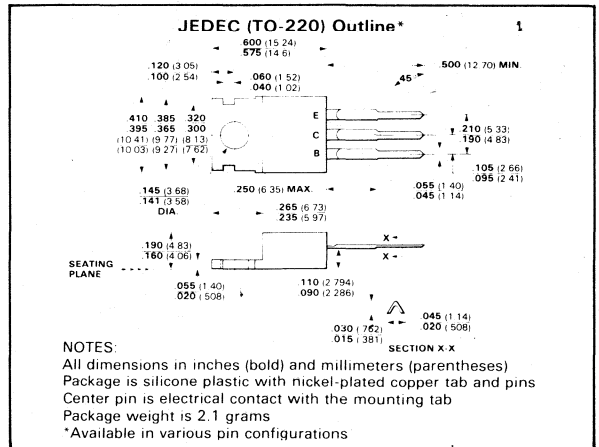 JEDEC (TO-220) Outline* 1
.600 (15 24)
.575 (14 6)
.120 (3 05)
.100 (2 54)
.060 (1 52)
.040 (1 02)
.500 (12 70) MIN.
45
.410 .385 .320
.395 .365 .300
(10 41) (9 77) (8 13)
(10 03) (9 27) (7 62)
E
C
B
.210 (5 33)
.190 (4 83)
.105 (2 66)
.095 (2 41)
.055 (1 40)
.045 (1 14)
.145 (3 68)
.141 (3 58)
DIA.
.250 (6 35) MAX.
.265 (6 73)
.235 (5 97)
.190 (4 83)
.160 (4 06)
SEATING
PLANE
X
X
.055 (1 40)
.020 (508)
.110 (2 794)
.090 (2 286)
.030 (762)
.015 (381)
.045 (1 14)
.020 (508)
SECTION X-X
NOTES:
All dimensions in inches (bold) and millimeters (parentheses)
Package is silicone plastic with nickel-plated copper tab and pins
Center pin is electrical contact with the mounting tab
Package weight is 2.1 grams
*Available in various pin configurations